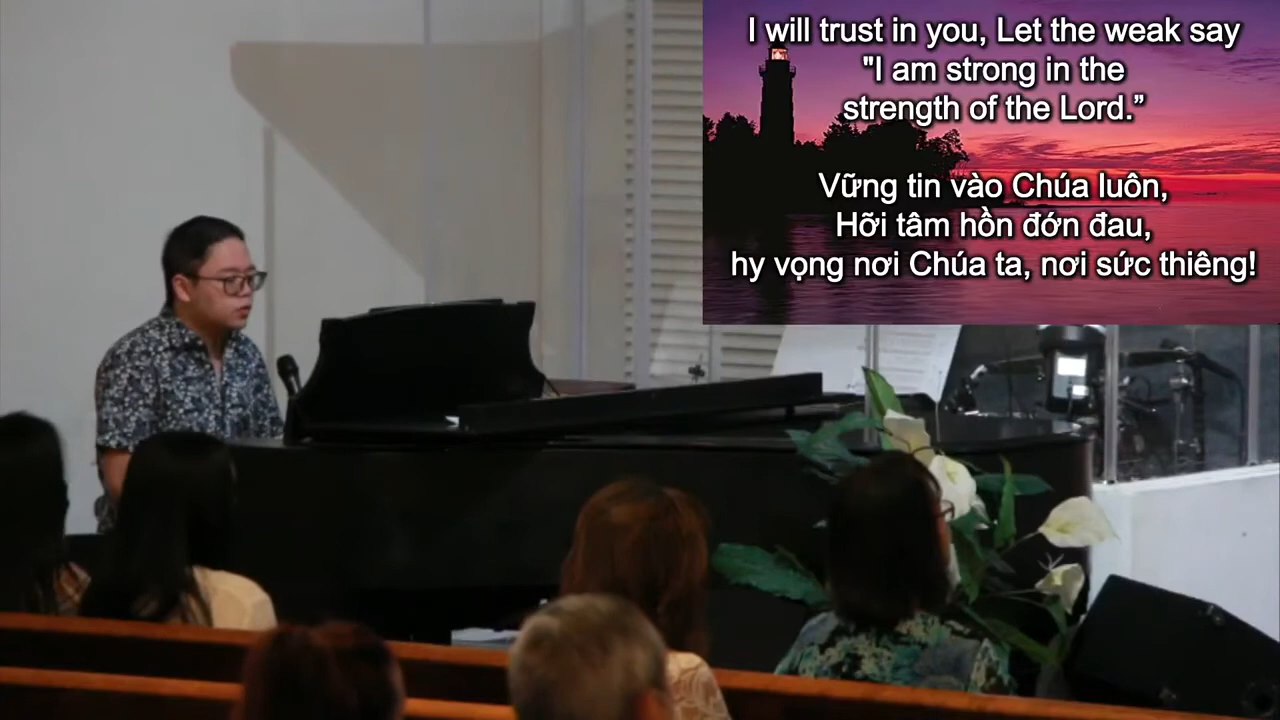 I will trust in you, Let the weak say
"I am strong in the
strength of the Lord.”
Vững tin vào Chúa luôn,
Hỡi tâm hồn đớn đau,
hy vọng nơi Chúa ta, nơi sức thiêng!